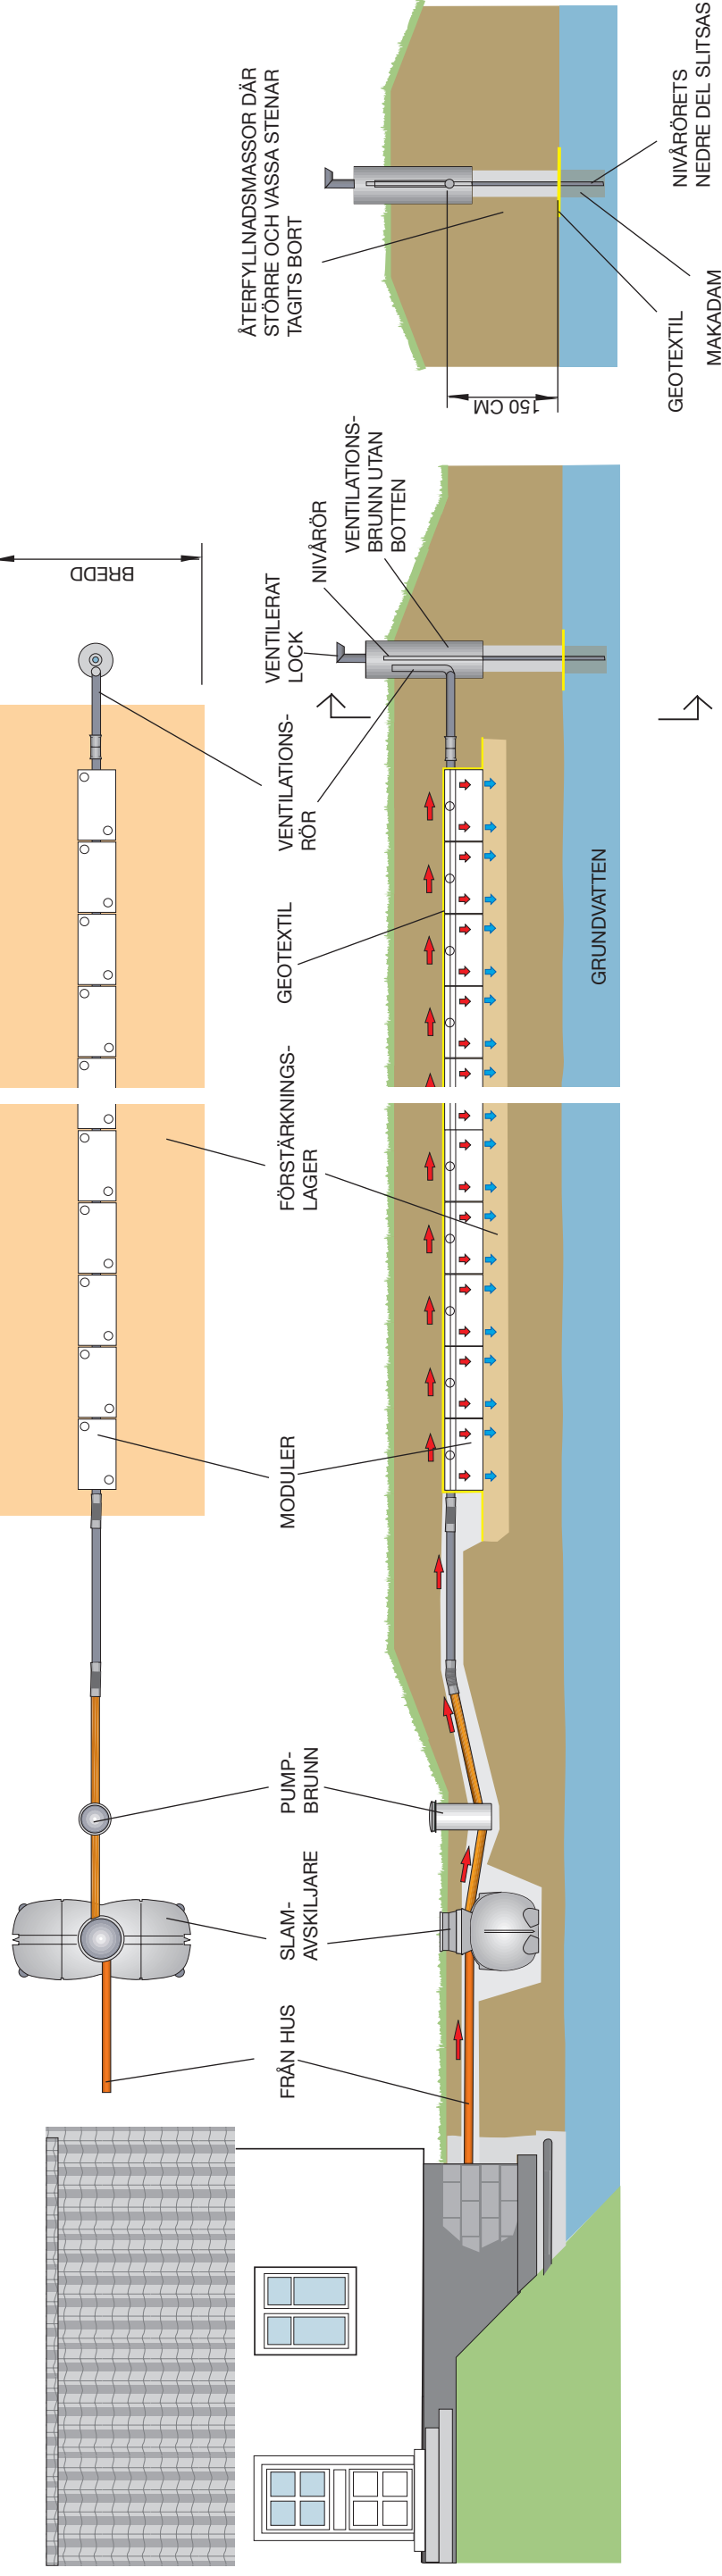 FRÅN HUS
SLAM-
AVSKILJARE
PUMP-
BRUNN
MODULER
FÖRSTÄRKNINGS-
LAGER
GEOTEXTIL
VENTILATIONS-
RÖR
VENTILERAT
LOCK
NIVÅRÖR
VENTILATIONS-
BRUNN UTAN
BOTTEN
BREDD
GRUNDVATTEN
ÅTERFYLLNADSMASSOR DÄR
STÖRRE OCH VASSA STENAR
TAGITS BORT
150 CM
GEOTEXTIL
MAKADAM
NIVÅRÖRETS
NEDRE DEL SLITSAS